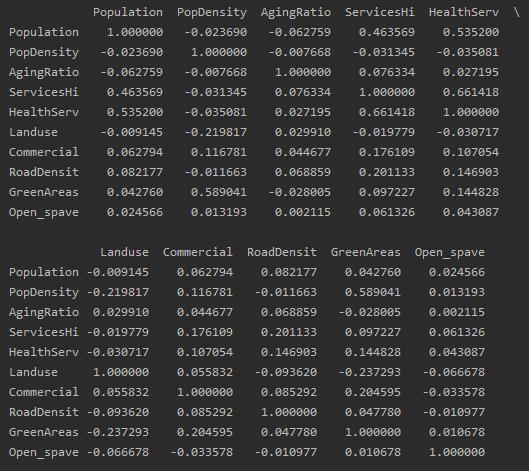 Population PopDensity AgingRatio ServicesHi HealthServ \
Population 1.000000 -0.023690 -0.062759 0.463569 0.535200
PopDensity -0.023690 1.000000 -0.007668 -0.031345 -0.035081
AgingRatio -0.062759 -0.007668 1.000000 0.076334 0.027195
ServicesHi 0.463569 -0.031345 0.076334 1.000000 0.661418
HealthServ 0.535200 -0.035081 0.027195 0.661418 1.000000
Landuse -0.009145 -0.219817 0.029910 -0.019779 -0.030717
Commercial 0.062794 0.116781 0.044677 0.176109 0.107054
RoadDensit 0.082177 -0.011663 0.068859 0.201133 0.146903
GreenAreas 0.042760 0.589041 -0.028005 0.097227 0.144828
Open_spave 0.024566 0.013193 0.002115 0.061326 0.043087
Landuse Commercial RoadDensit GreenAreas Open_spave
Population -0.009145 0.062794 0.082177 0.042760 0.024566
PopDensity -0.219817 0.116781 -0.011663 0.589041 0.013193
AgingRatio 0.029910 0.044677 0.068859 -0.028005 0.002115
ServicesHi -0.019779 0.176109 0.201133 0.097227 0.061326
HealthServ -0.030717 0.107054 0.146903 0.144828 0.043087
Landuse 1.000000 0.055832 -0.093620 -0.237293 -0.066678
Commercial 0.055832 1.000000 0.085292 0.204595 -0.033578
RoadDensit -0.093620 0.085292 1.000000 0.047780 -0.010977
GreenAreas -0.237293 0.204595 0.047780 1.000000 0.010678
Open_spave -0.066678 -0.033578 -0.010977 0.010678 1.000000